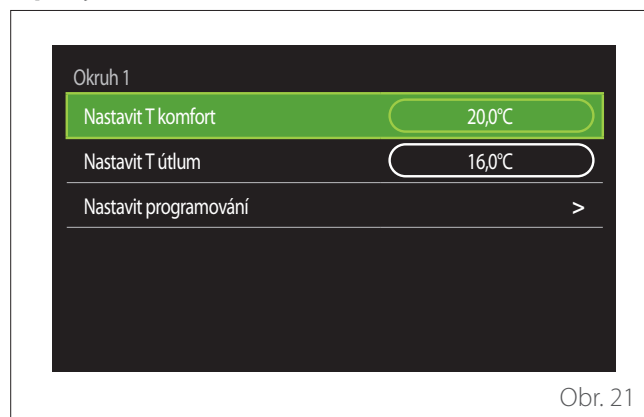 Okruh 1
Nastavit T komfort 20,0°C
Nastavit T útlum 16,0°C
Nastavit programování >
Obr. 21